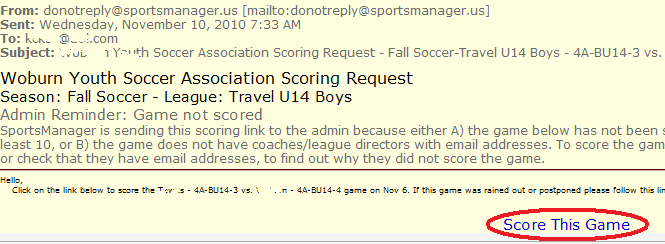 From: donotreply@sportsmanager.us [mailto:donotreply@sportsmanager.us]
Sent: Wednesday, November 10, 2010 7:33 AM
To:
Subject: Youth Soccer Association Scoring Request - Fall Soccer-Travel U14 Boys - 4A-BU14-3 vs.
Woburn Youth Soccer Association Scoring Request
Season: Fall Soccer - League: Travel U14 Boys
Admin Reminder: Game not scored
SportsManager is sending this scoring link to the admin because either A) the game below has not been
least 10, or B) the game does not have coaches/league directors with email addresses. To score the gam
or check that they have email addresses, to find out why they did not score the game.
Hello,
Click on the link below to score the - 4A-BU14-3 vs. - 4A-BU14-4 game on Nov 6. If this game was rained out or postponed please follow this lin
Score This Game